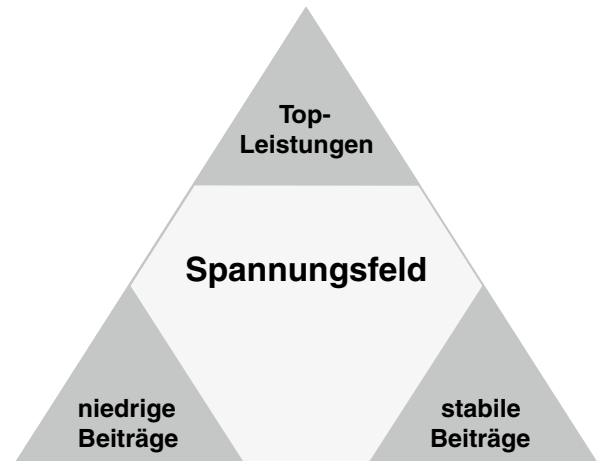 Top-
Leistungen
Spannungsfeld
niedrige
Beiträge
stabile
Beiträge